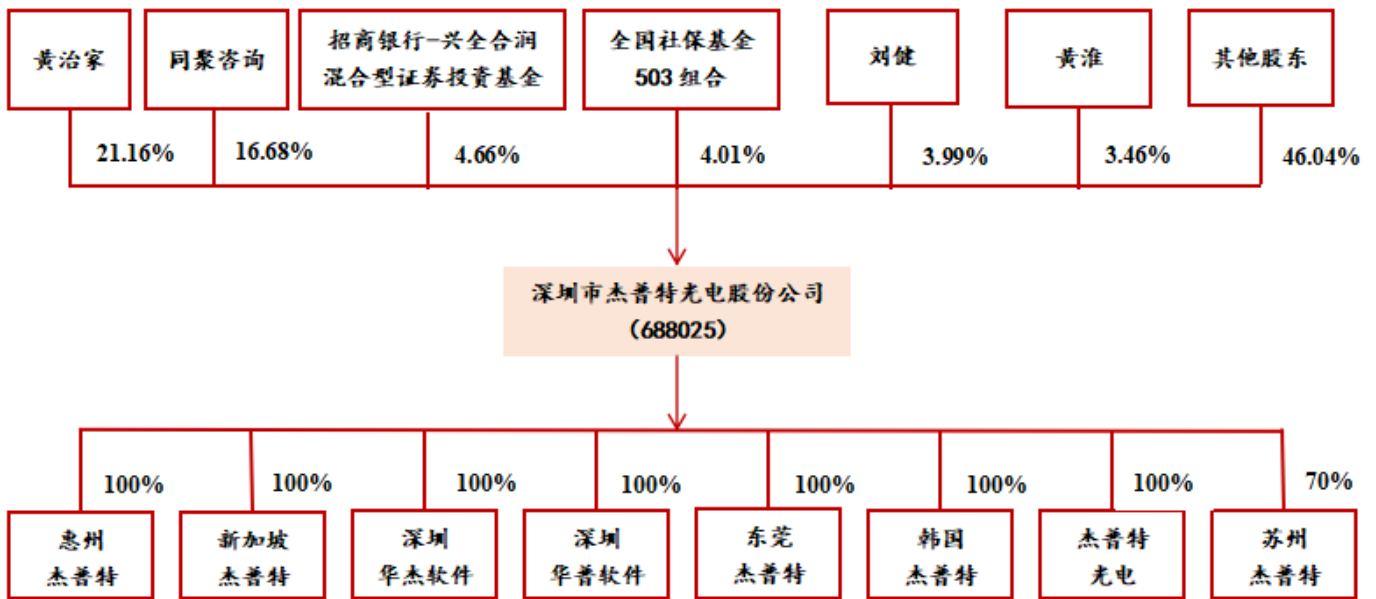 黄治家
同聚咨询
招商银行-兴全合润
混合型证券投资基金
全国社保基金
503 组合
刘健
黄淮
其他股东
21.16%
16.68%
4.66%
4.01%
3.99%
3.46%
46.04%
深圳市杰普特光电股份公司
(688025)
100%
100%
100%
100%
100%
100%
100%
70%
惠州
杰普特
新加坡
杰普特
深圳
华杰软件
深圳
华普软件
东莞
杰普特
韩国
杰普特
杰普特
光电
苏州
杰普特